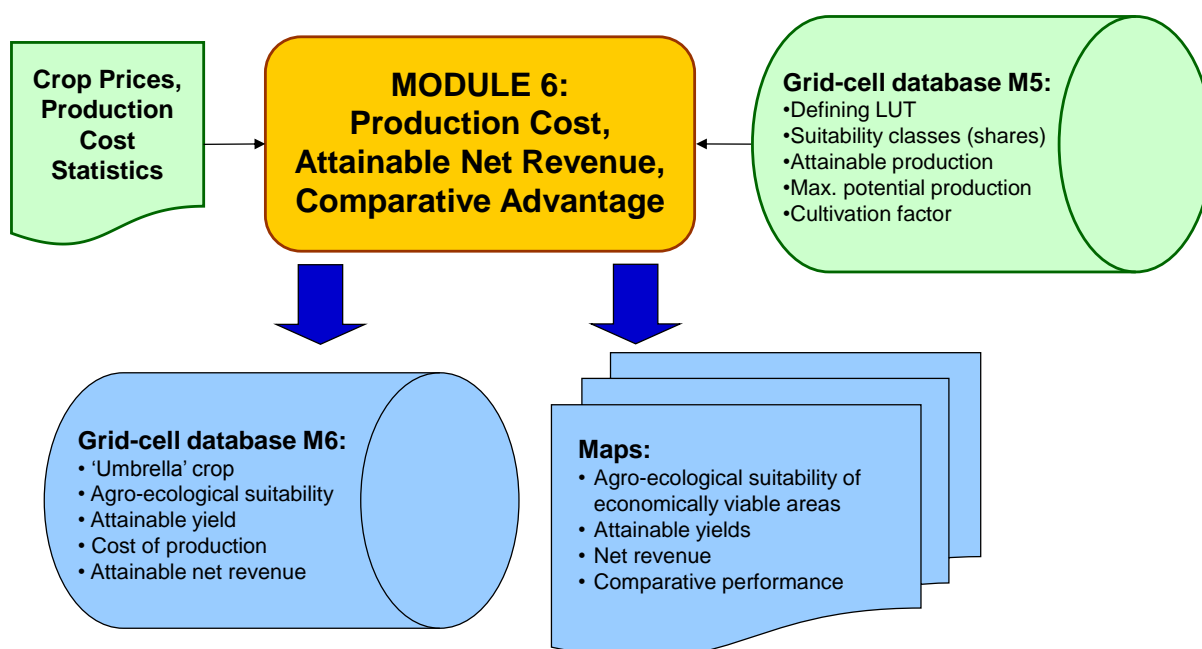 Crop Prices,
Production
Cost
Statistics
MODULE 6:
Production Cost,
Attainable Net Revenue,
Comparative Advantage
Grid-cell database M5:
•Defining LUT
•Suitability classes (shares)
•Attainable production
•Max. potential production
•Cultivation factor
Grid-cell database M6:
• ‘Umbrella’ crop
• Agro-ecological suitability
• Attainable yield
• Cost of production
• Attainable net revenue
Maps:
• Agro-ecological suitability of
economically viable areas
• Attainable yields
• Net revenue
• Comparative performance